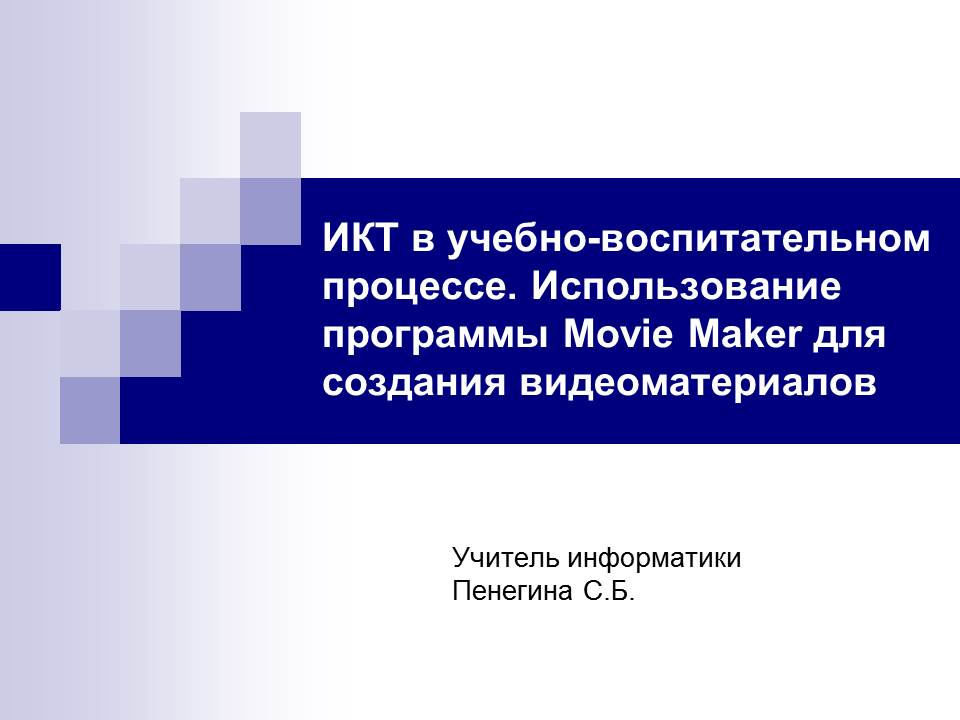 ИКТ в учебно-воспитательном
процессе. Использование
программы Movie Maker для
создания видеоматериалов
Учитель информатики
Пенегина С.Б.